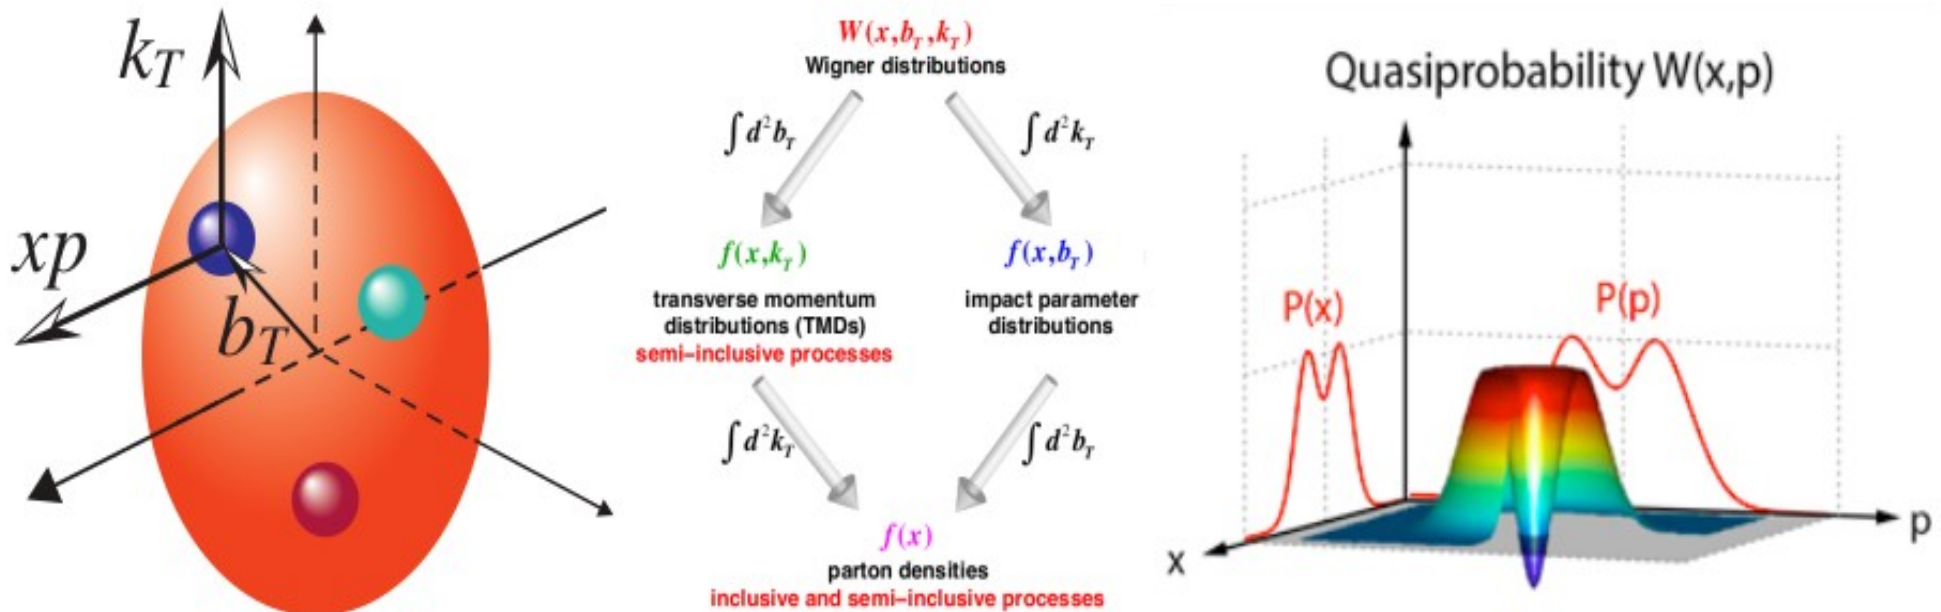 k_T
xp
b_T
W(x,b_T,k_T)
Wigner distributions
∫d²b_T
∫d²k_T
f(x,k_T)
transverse momentum
distributions (TMDs)
semi–inclusive processes
f(x,b_T)
impact parameter
distributions
∫d²k_T
∫d²b_T
f(x)
parton densities
inclusive and semi–inclusive processes
Quasiprobability W(x,p)
P(x)
P(p)
x
p